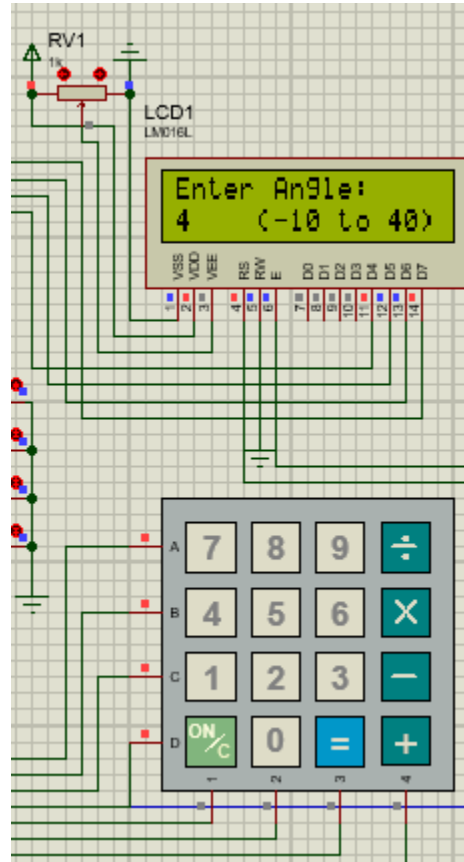 RV1
1k
LCD1
LM016L
Enter An9le:
4 (-10 to 40)
VSS VDD VEE RS RW E D0 D1 D2 D3 D4 D5 D6 D7
1 2 3 4 5 6 7 8 9 10 11 12 13 14
A 7 8 9 ÷
B 4 5 6 ×
C 1 2 3 −
D ON/C 0 = +
1 2 3 4